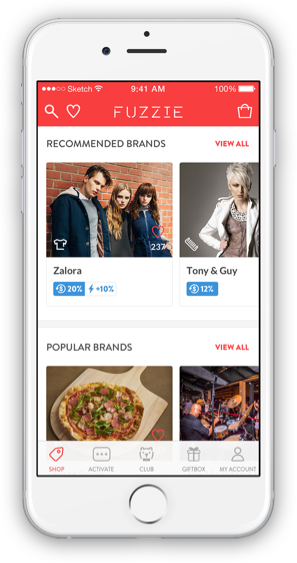 Sketch 9:41 AM 100%
FUZZIE
RECOMMENDED BRANDS VIEW ALL
237
Zalora Tony & Guy
20% +10% 12%
POPULAR BRANDS VIEW ALL
SHOP ACTIVATE CLUB GIFTBOX MY ACCOUNT